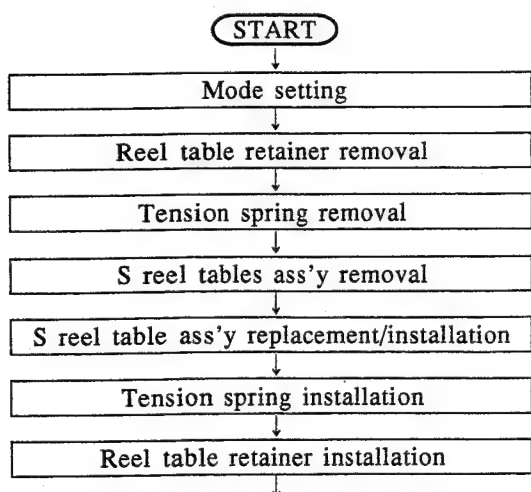 START
Mode setting
Reel table retainer removal
Tension spring removal
S reel tables ass'y removal
S reel table ass'y replacement/installation
Tension spring installation
Reel table retainer installation